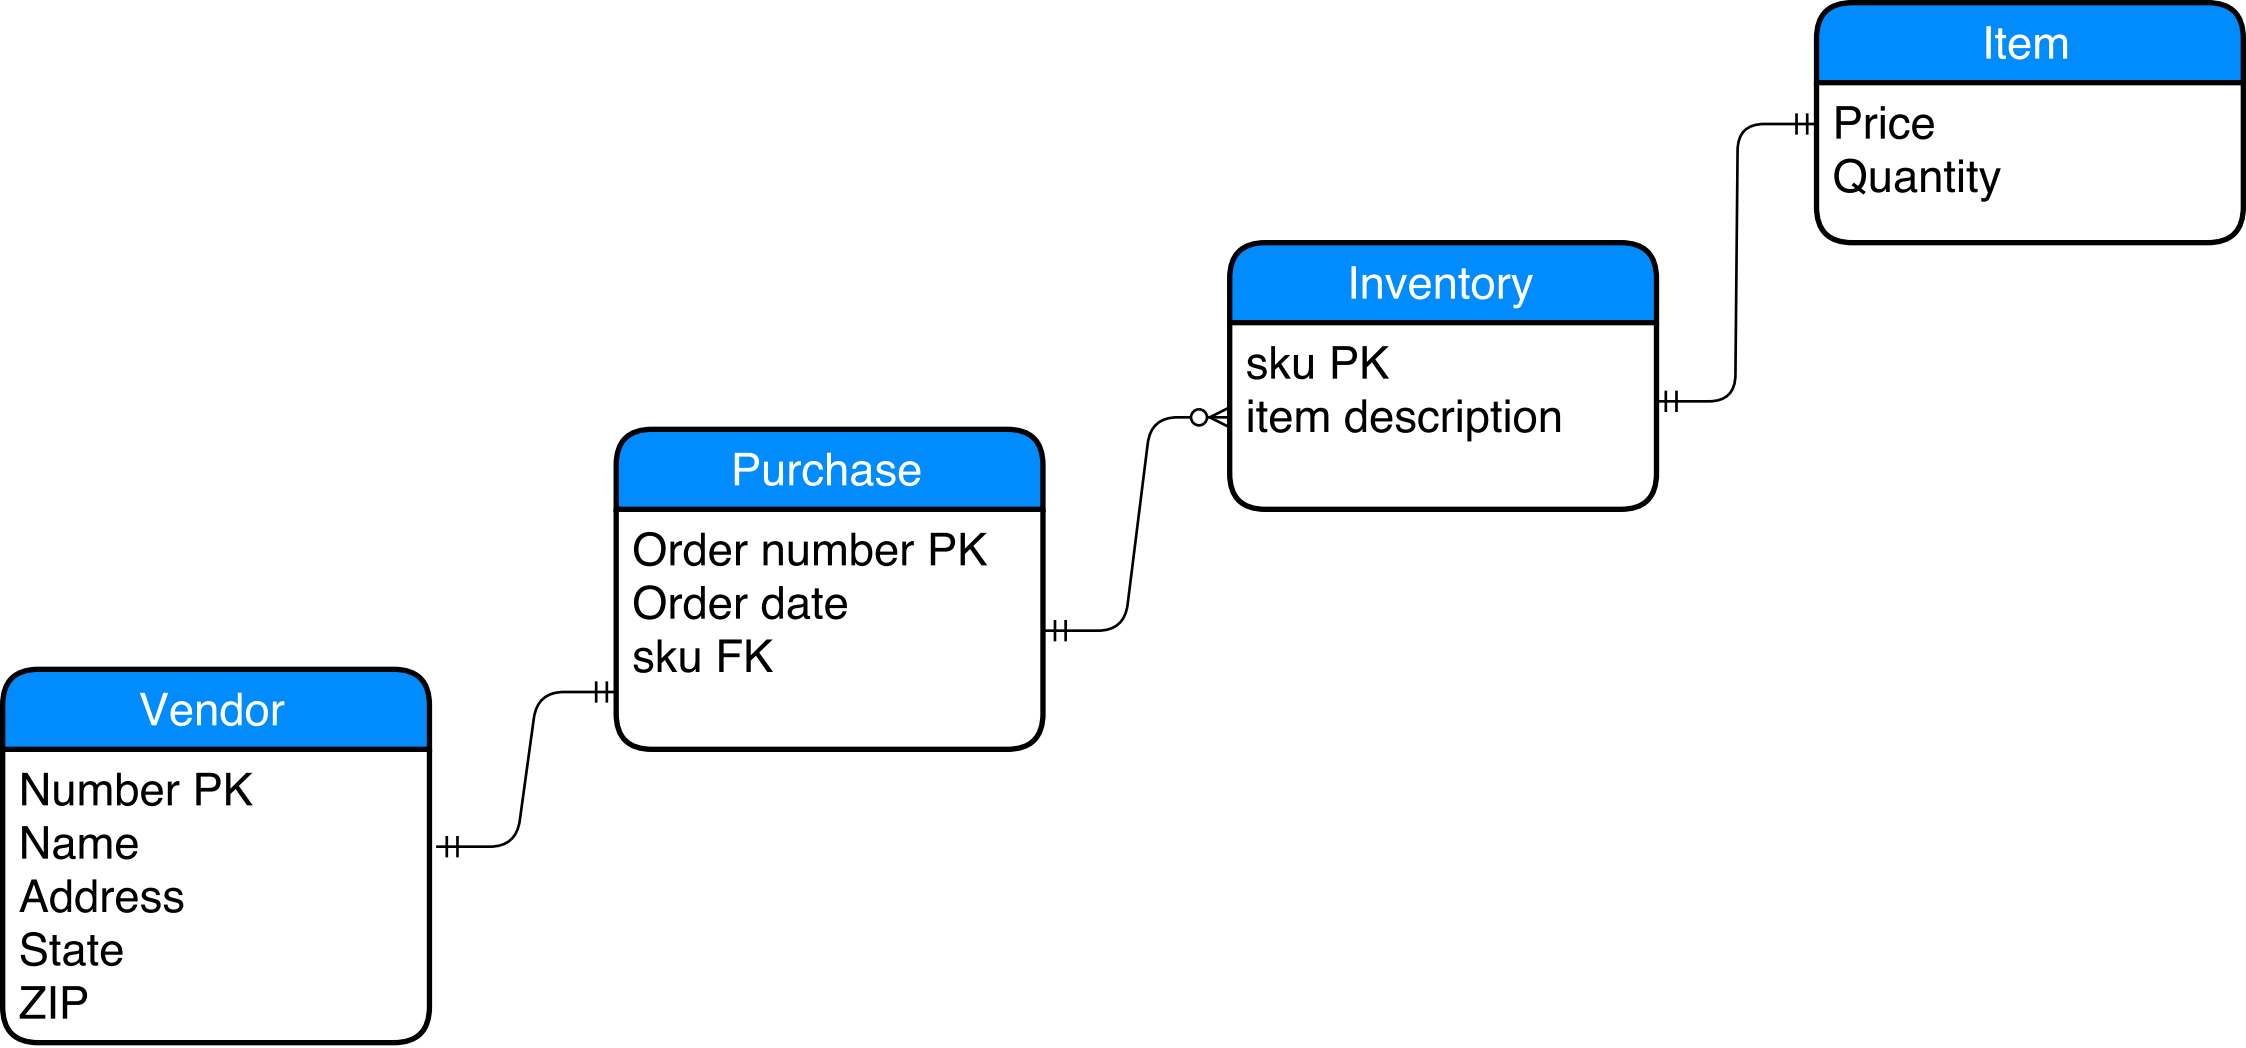 Item
Price
Quantity
Inventory
sku PK
item description
Purchase
Order number PK
Order date
sku FK
Vendor
Number PK
Name
Address
State
ZIP